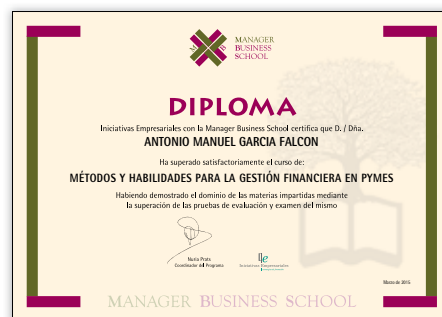 M B
MANAGER
BUSINESS
SCHOOL
DIPLOMA
Iniciativas Empresariales con la Manager Business School certifica que D. / Dña.
ANTONIO MANUEL GARCIA FALCON
Ha superado satisfactoriamente el curso de:
MÉTODOS Y HABILIDADES PARA LA GESTIÓN FINANCIERA EN PYMES
Habiendo demostrado el dominio de las materias impartidas mediante
la superación de las pruebas de evaluación y examen del mismo
Nuria Prats
Coordinador del Programa
Iniciativas Empresariales
Marzo de 2015
MANAGER BUSINESS SCHOOL